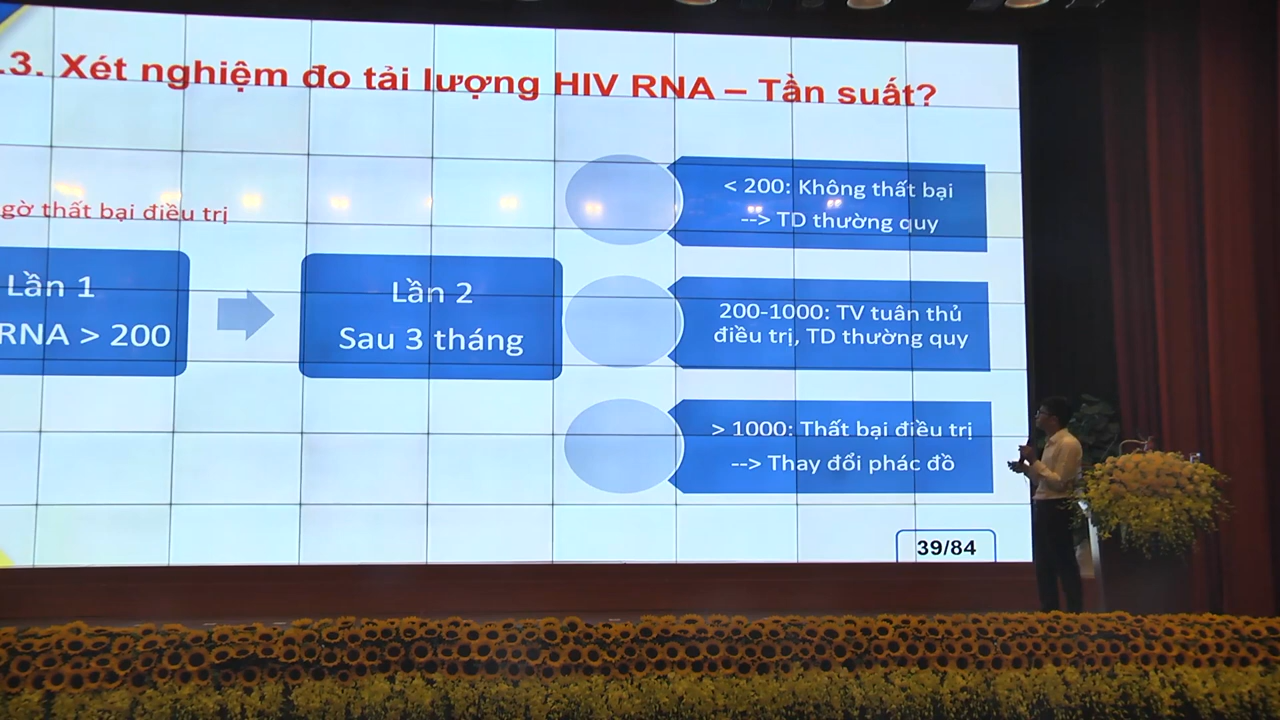 .3. Xét nghiệm đo tải lượng HIV RNA – Tần suất?
gờ thất bại điều trị
Lần 1
RNA > 200
Lần 2
Sau 3 tháng
< 200: Không thất bại
--> TD thường quy
200-1000: TV tuân thủ
điều trị, TD thường quy
> 1000: Thất bại điều trị
--> Thay đổi phác đồ
39/84